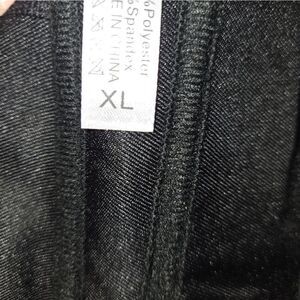 %Polyester
%Spandex
E IN CHINA
XL